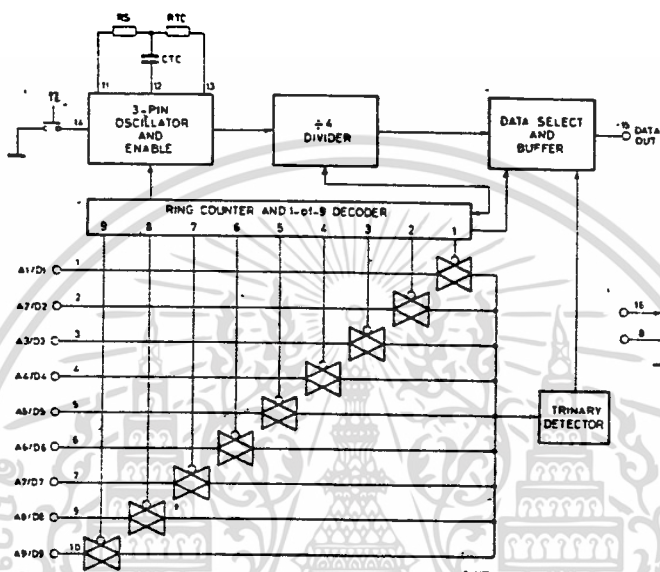 RS RTC
CTC
11 12 13
TE 14
3-PIN
OSCILLATOR
AND
ENABLE
÷4
DIVIDER
DATA SELECT
AND
BUFFER
15 DATA
OUT
RING COUNTER AND 1-of-9 DECODER
9 8 7 6 5 4 3 2 1
A1/D1 1
A2/D2 2
A3/D3 3
A4/D4 4
A5/D5 5
A6/D6 6
A7/D7 7
A8/D8 9
A9/D9 10
16
8
TRINARY
DETECTOR